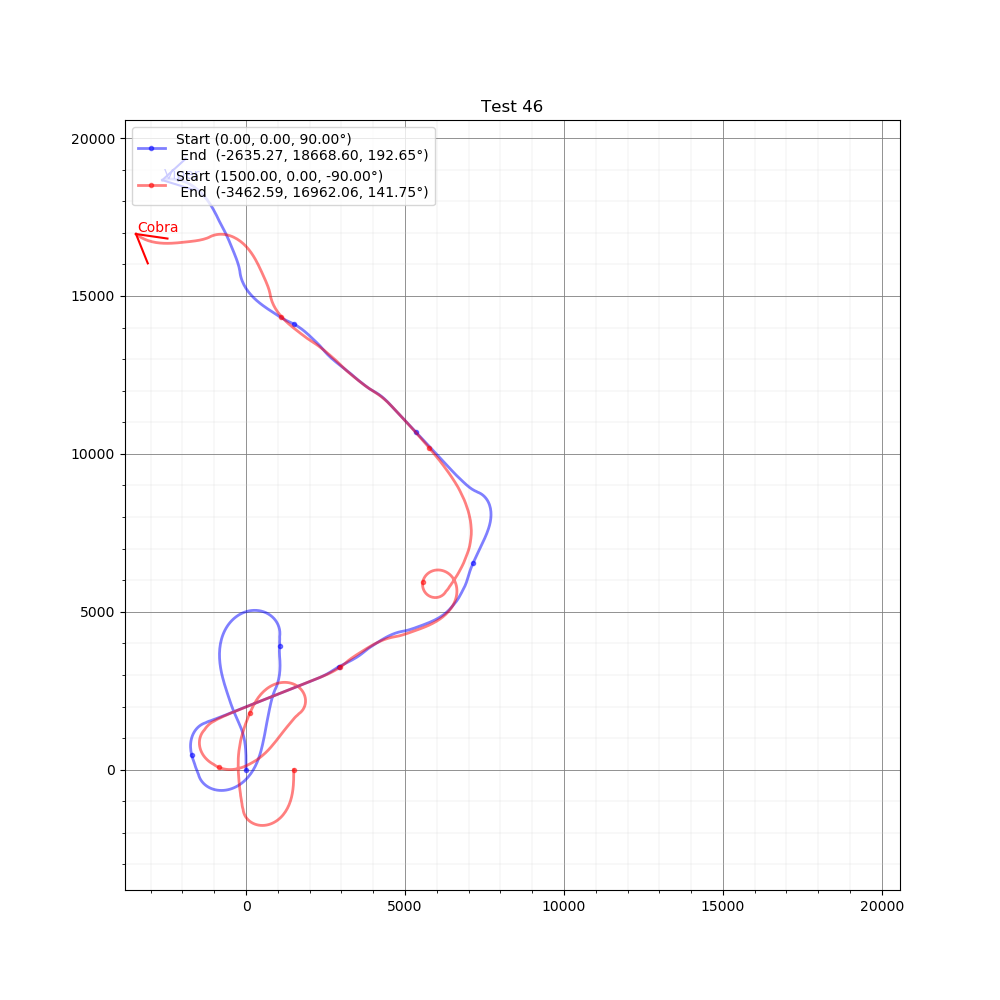 Test 46
Start (0.00, 0.00, 90.00°)
End (-2635.27, 18668.60, 192.65°)
Start (1500.00, 0.00, -90.00°)
End (-3462.59, 16962.06, 141.75°)
Cobra
20000
15000
10000
5000
0
0 5000 10000 15000 20000